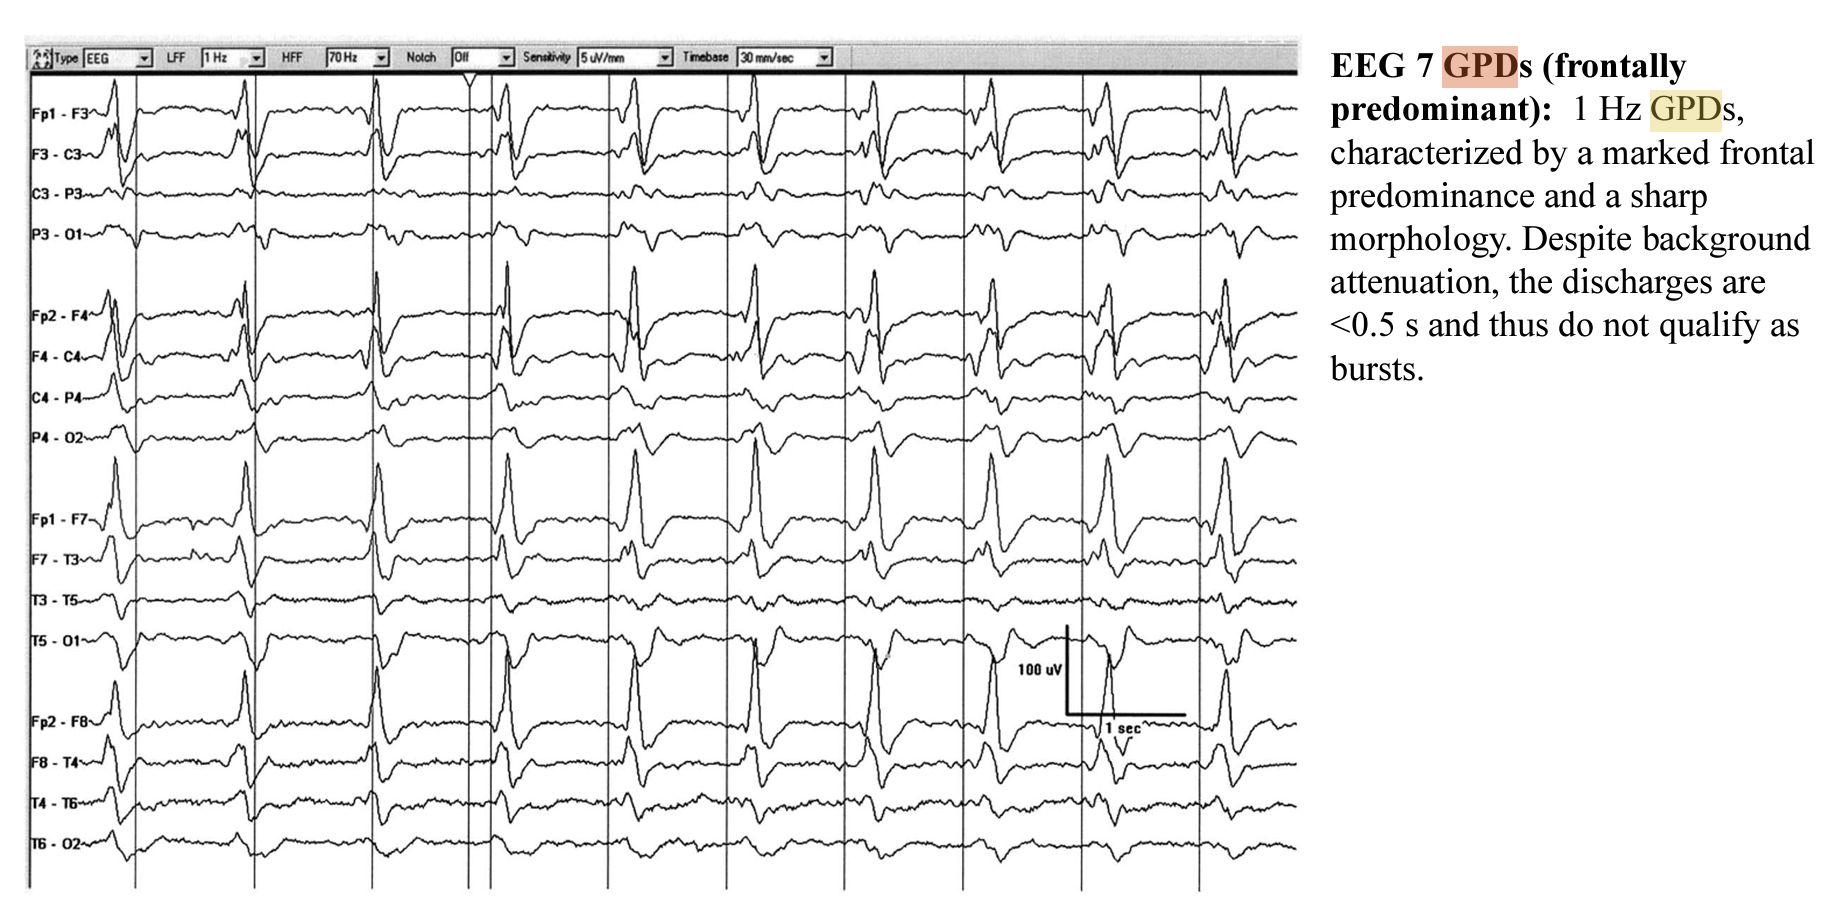 Type EEG LFF 1 Hz HFF 70 Hz Notch Off Sensitivity 5 uV/mm Timebase 30 mm/sec
Fp1 - F3
F3 - C3
C3 - P3
P3 - O1
Fp2 - F4
F4 - C4
C4 - P4
P4 - O2
Fp1 - F7
F7 - T3
T3 - T5
T5 - O1
100 uV
Fp2 - F8
1 sec
F8 - T4
T4 - T6
T6 - O2
EEG 7 GPDs (frontally
predominant): 1 Hz GPDs,
characterized by a marked frontal
predominance and a sharp
morphology. Despite background
attenuation, the discharges are
<0.5 s and thus do not qualify as
bursts.